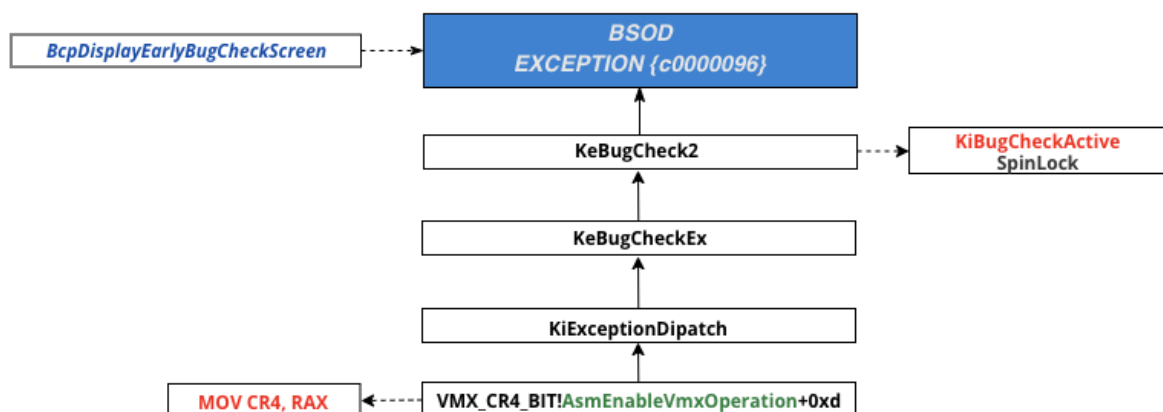 BSOD
BcpDisplayEarlyBugCheckScreen
EXCEPTION {c0000096}
KeBugCheck2
KiBugCheckActive
SpinLock
KeBugCheckEx
KiExceptionDipatch
MOV CR4, RAX
VMX_CR4_BIT!AsmEnableVmxOperation+0xd